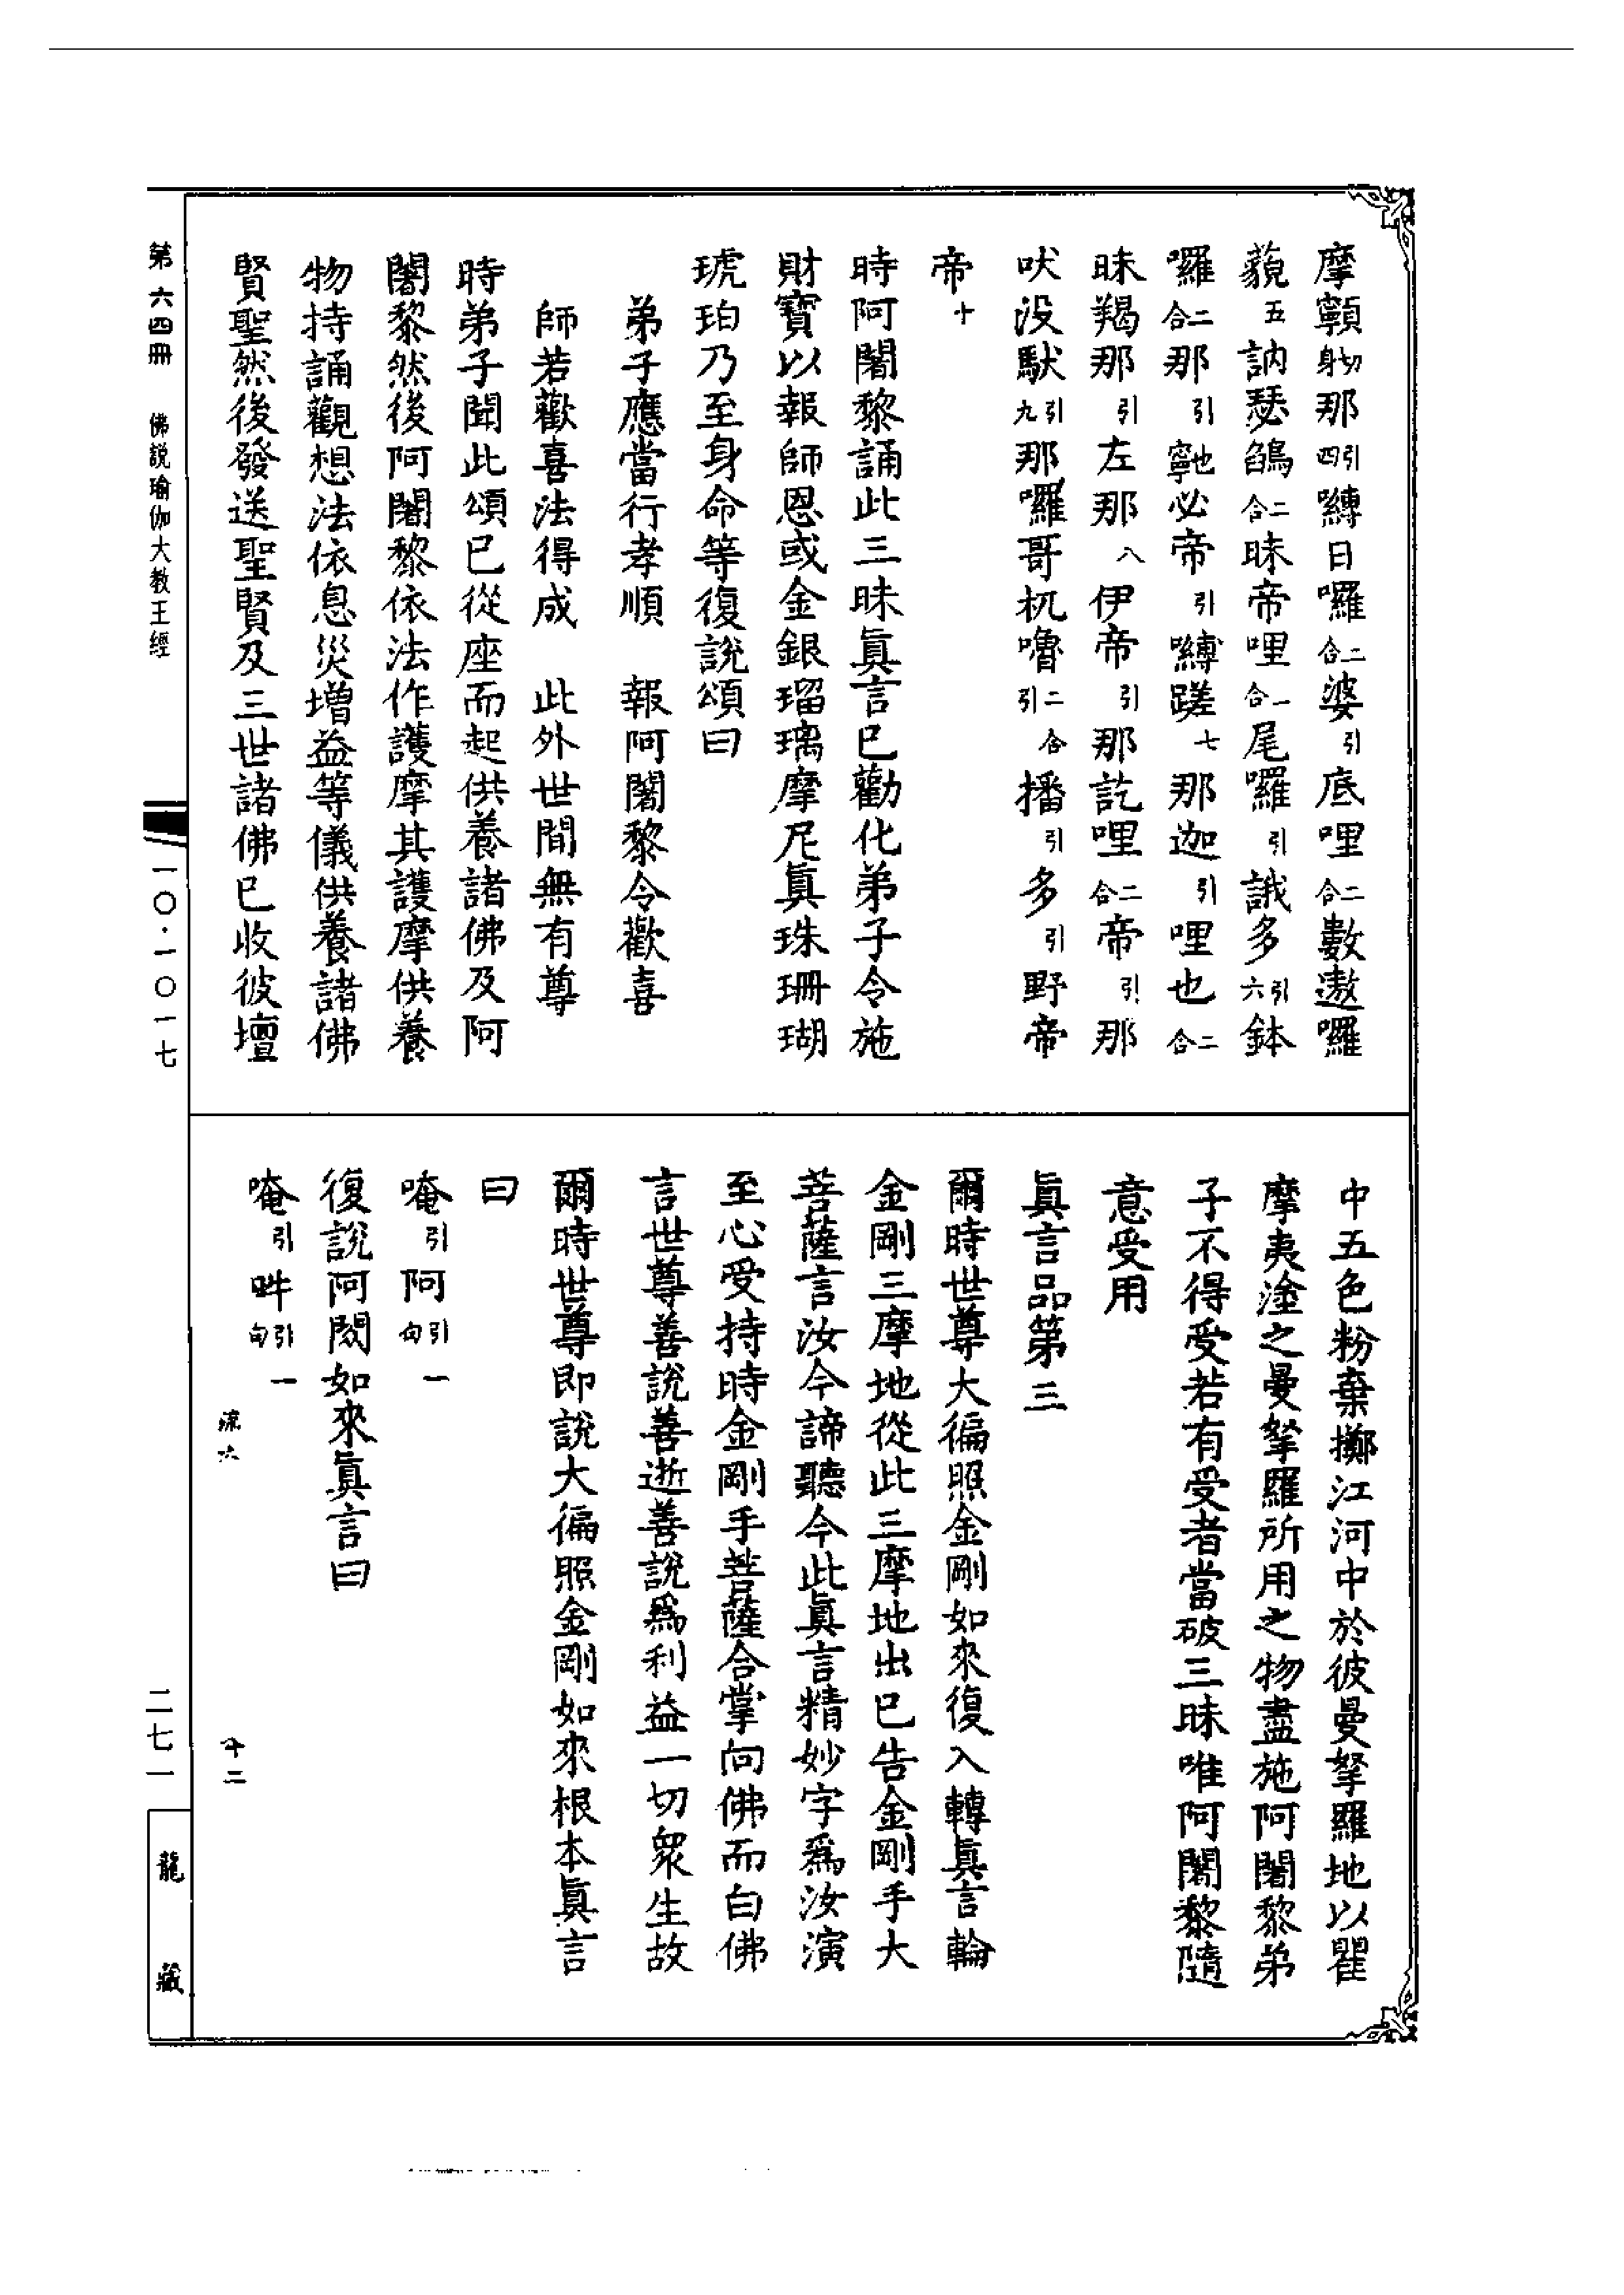 摩顙身切那引四嚩日囉二合婆引底哩二合數遨囉
藐五訥瑟鴿二合昧帝哩一合尾囉引誐多引六鉢
囉二合那引寧也必帝引嚩蹉七那迦引哩也二合
昧羯那引左那八伊帝引那訖哩二合帝引那
吠没馱引九那囉哥杌嚕二合引播引多引野帝
帝十
時阿闍黎誦此三昧眞言已勸化弟子令施
財寶以報師恩或金銀瑠璃摩尼眞珠珊瑚
琥珀乃至身命等復說頌曰
弟子應當行孝順　報阿闍黎令歡喜
師若歡喜法得成　此外世間無有尊
時弟子聞此頌已從座而起供養諸佛及阿
闍黎然後阿闍黎依法作護摩其護摩供養
物持誦觀想法依息災增益等儀供養諸佛
賢聖然後發送聖賢及三世諸佛已收彼壇
中五色粉棄擲江河中於彼曼拏羅地以瞿
摩夷塗之曼拏羅所用之物盡施阿闍黎弟
子不得受若有受者當破三昧唯阿闍黎隨
意受用
眞言品第三
爾時世尊大徧照金剛如來復入轉眞言輪
金剛三摩地從此三摩地出已告金剛手大
菩薩言汝今諦聽今此眞言精妙字爲汝演
至心受持時金剛手菩薩合掌向佛而白佛
言世尊善說善逝善說爲利益一切衆生故
爾時世尊即說大徧照金剛如來根本眞言
曰
唵引阿引句一
復說阿閦如來眞言曰
唵引吽引句一
流六　十二
第六四册　佛説瑜伽大教王經　一〇·一〇一七　二七一　龍藏